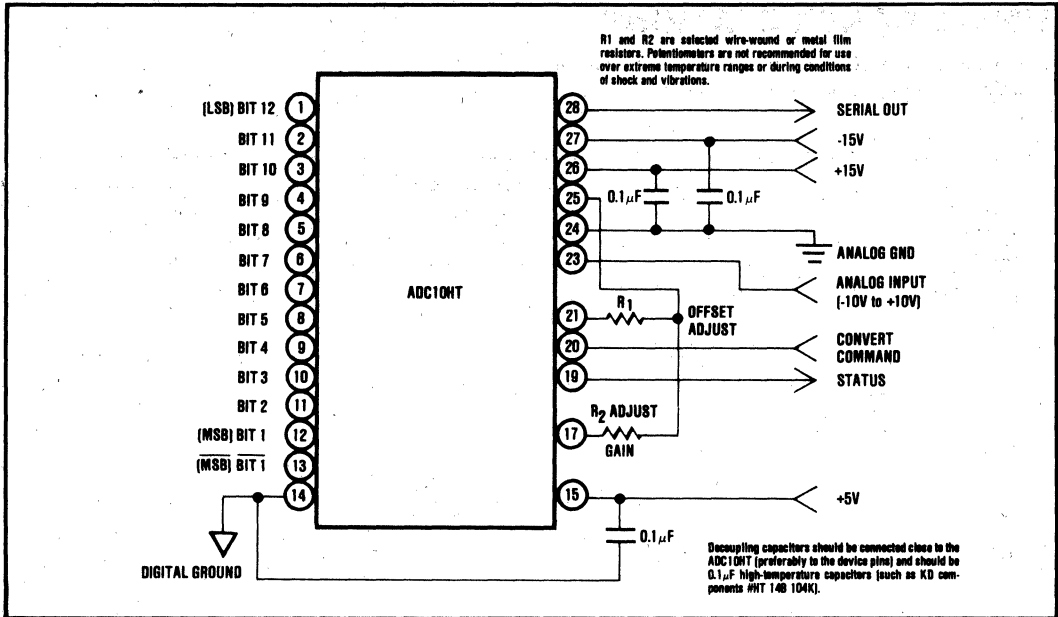 R1 and R2 are selected wire-wound or metal film
resistors. Potentiometers are not recommended for use
over extreme temperature ranges or during conditions
of shock and vibrations.
(LSB) BIT 12 1
BIT 11 2
BIT 10 3
BIT 9 4
BIT 8 5
BIT 7 6
BIT 6 7
BIT 5 8
BIT 4 9
BIT 3 10
BIT 2 11
(MSB) BIT 1 12
(MSB) BIT 1 13
14
DIGITAL GROUND
ADC10HT
28 SERIAL OUT
27 -15V
26 +15V
25
0.1μF 0.1μF
24
ANALOG GND
23
ANALOG INPUT
(-10V to +10V)
21 R1
OFFSET
ADJUST
20 CONVERT
COMMAND
19 STATUS
R2 ADJUST
17
GAIN
15 +5V
0.1μF
Decoupling capacitors should be connected close to the
ADC10HT (preferably to the device pins) and should be
0.1μF high-temperature capacitors (such as KD com-
ponents #HT 14B 104K).